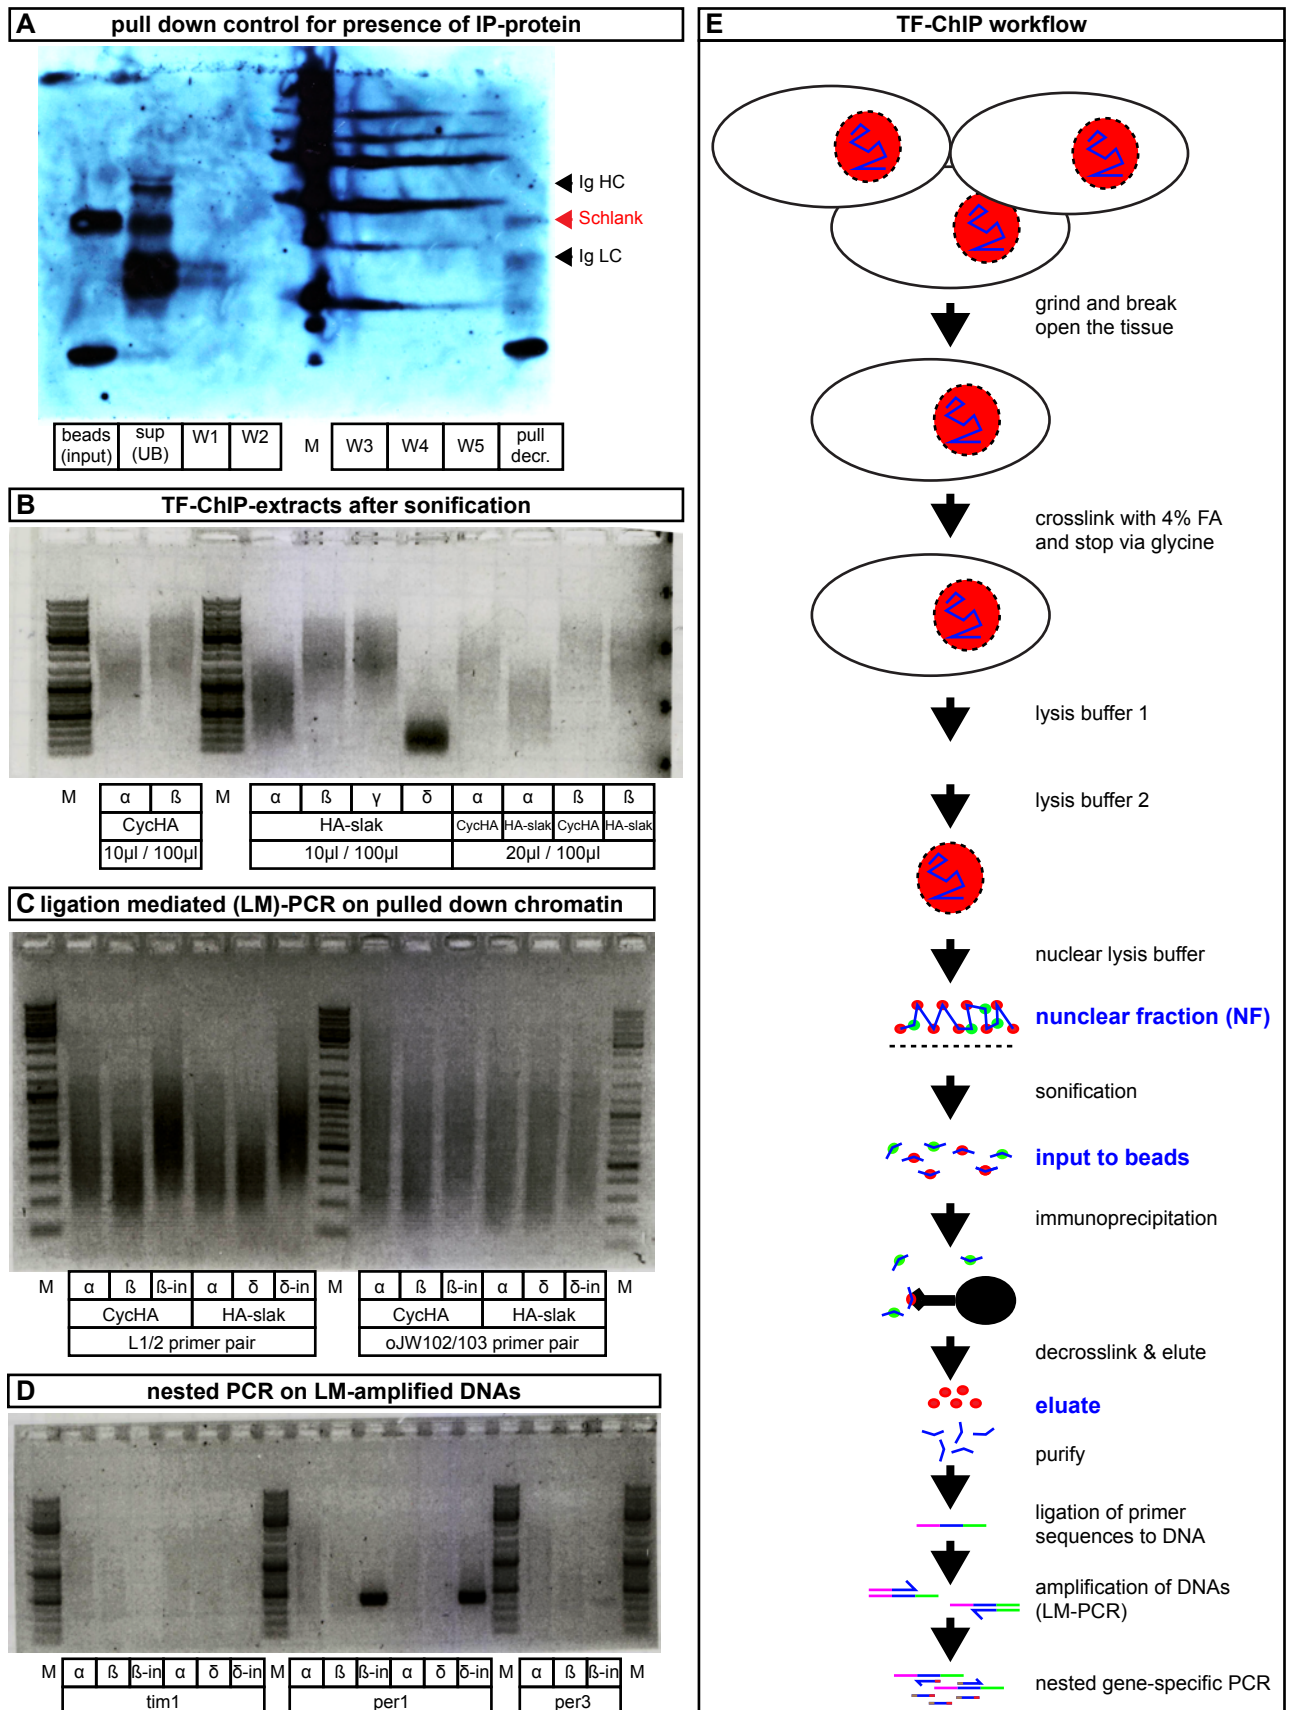 A pull down control for presence of IP-protein
Ig HC
Schlank
Ig LC
beads (input)
sup (UB)
W1
W2
M
W3
W4
W5
pull decr.
B TF-ChIP-extracts after sonification
M α ß M α ß γ δ α α ß ß
CycHA HA-slak CycHA HA-slak CycHA HA-slak
10µl / 100µl 10µl / 100µl 20µl / 100µl
C ligation mediated (LM)-PCR on pulled down chromatin
M α ß ß-in α δ δ-in M α ß ß-in α δ δ-in M
CycHA HA-slak CycHA HA-slak
L1/2 primer pair oJW102/103 primer pair
D nested PCR on LM-amplified DNAs
M α ß ß-in α δ δ-in M α ß ß-in α δ δ-in M α ß ß-in M
tim1 per1 per3
E TF-ChIP workflow
grind and break
open the tissue
crosslink with 4% FA
and stop via glycine
lysis buffer 1
lysis buffer 2
nuclear lysis buffer
nunclear fraction (NF)
sonification
input to beads
immunoprecipitation
decrosslink & elute
eluate
purify
ligation of primer
sequences to DNA
amplification of DNAs
(LM-PCR)
nested gene-specific PCR